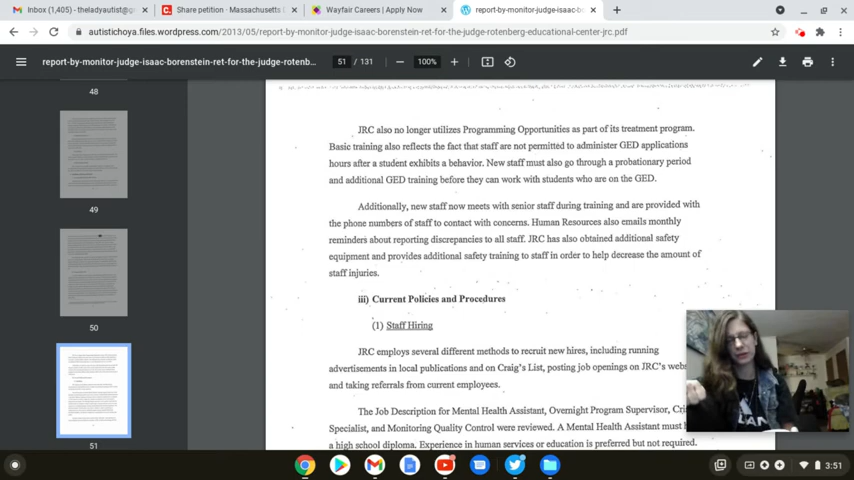 Inbox (1,405) - theladyautist@g
Share petition · Massachusetts D
Wayfair Careers | Apply Now
report-by-monitor-judge-isaac-bo
autistichoya.files.wordpress.com/2013/05/report-by-monitor-judge-isaac-borenstein-ret-for-the-judge-rotenberg-educational-center-jrc.pdf
report-by-monitor-judge-isaac-borenstein-ret-for-the-judge-rotenb...
51 / 131
100%
48
49
50
51
JRC also no longer utilizes Programming Opportunities as part of its treatment program.
Basic training also reflects the fact that staff are not permitted to administer GED applications
hours after a student exhibits a behavior. New staff must also go through a probationary period
and additional GED training before they can work with students who are on the GED.
Additionally, new staff now meets with senior staff during training and are provided with
the phone numbers of staff to contact with concerns. Human Resources also emails monthly
reminders about reporting discrepancies to all staff. JRC has also obtained additional safety
equipment and provides additional safety training to staff in order to help decrease the amount of
staff injuries.
iii) Current Policies and Procedures
(1) Staff Hiring
JRC employs several different methods to recruit new hires, including running
advertisements in local publications and on Craig's List, posting job openings on JRC's webs
and taking referrals from current employees.
The Job Description for Mental Health Assistant, Overnight Program Supervisor,
Specialist, and Monitoring Quality Control were reviewed. A Mental Health Assistant must
a high school diploma. Experience in human services or education is preferred but not required.
3:51